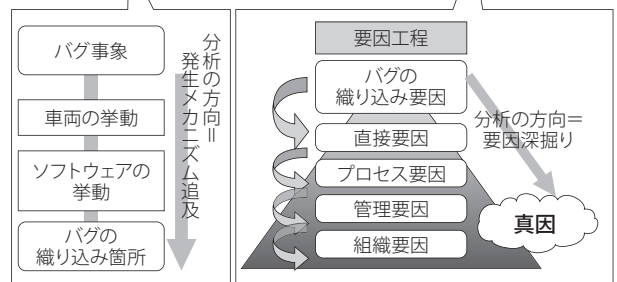 バグ事象
車両の挙動
ソフトウェアの
挙動
バグの
織り込み箇所
分析の方向＝
発生メカニズム追及
要因工程
バグの
織り込み要因
直接要因
プロセス要因
管理要因
組織要因
分析の方向＝
要因深掘り
真因